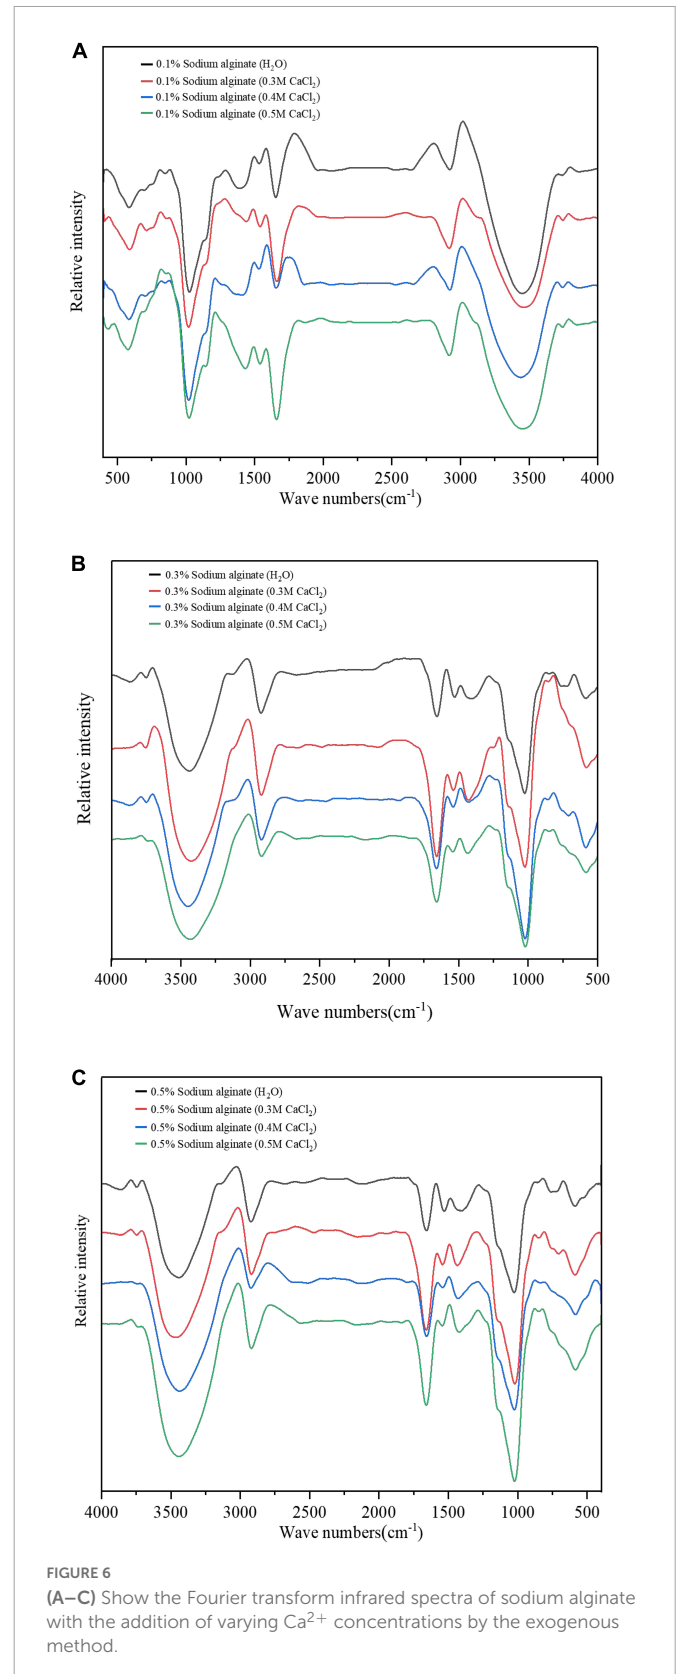 A
0.1% Sodium alginate (H₂O)
0.1% Sodium alginate (0.3M CaCl₂)
0.1% Sodium alginate (0.4M CaCl₂)
0.1% Sodium alginate (0.5M CaCl₂)
Relative intensity
500 1000 1500 2000 2500 3000 3500 4000
Wave numbers(cm⁻¹)
B
0.3% Sodium alginate (H₂O)
0.3% Sodium alginate (0.3M CaCl₂)
0.3% Sodium alginate (0.4M CaCl₂)
0.3% Sodium alginate (0.5M CaCl₂)
Relative intensity
4000 3500 3000 2500 2000 1500 1000 500
Wave numbers(cm⁻¹)
C
0.5% Sodium alginate (H₂O)
0.5% Sodium alginate (0.3M CaCl₂)
0.5% Sodium alginate (0.4M CaCl₂)
0.5% Sodium alginate (0.5M CaCl₂)
Relative intensity
4000 3500 3000 2500 2000 1500 1000 500
Wave numbers(cm⁻¹)
FIGURE 6
(A–C) Show the Fourier transform infrared spectra of sodium alginate
with the addition of varying Ca²⁺ concentrations by the exogenous
method.